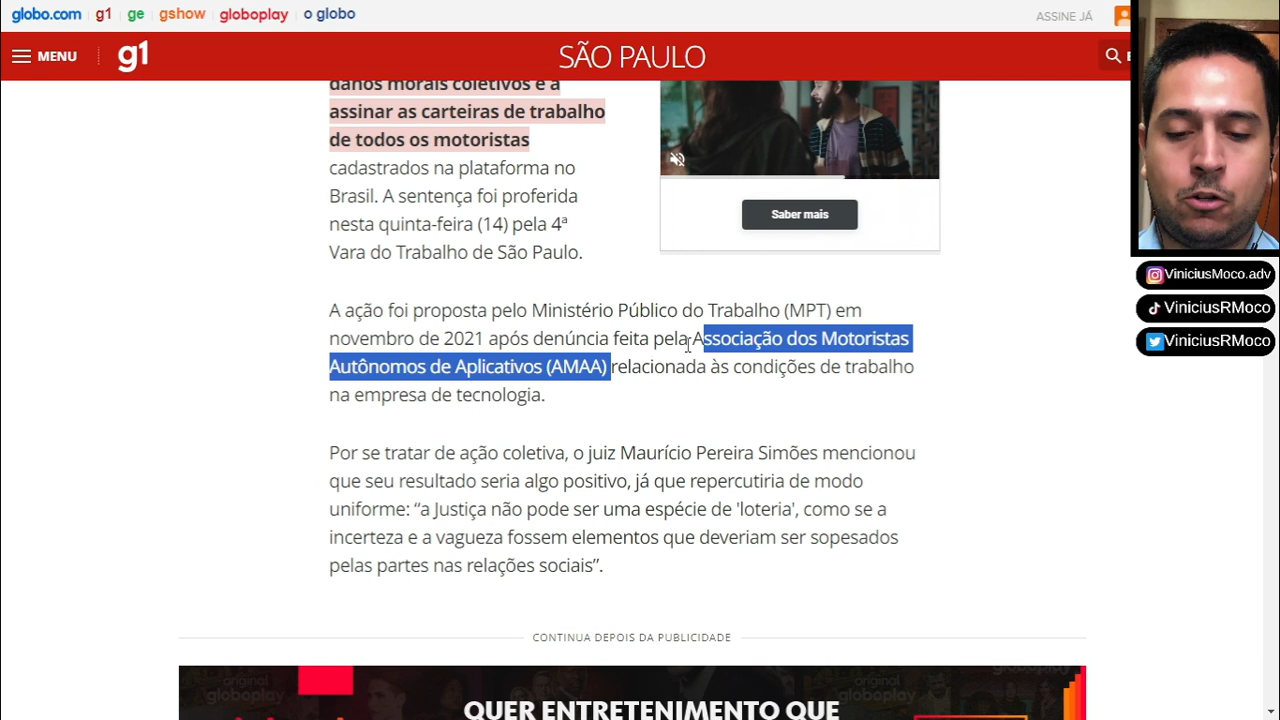 globo.com g1 ge gshow globoplay o globo
ASSINE JÁ
MENU
g1
SÃO PAULO
danos morais coletivos e a
assinar as carteiras de trabalho
de todos os motoristas
cadastrados na plataforma no
Brasil. A sentença foi proferida
nesta quinta-feira (14) pela 4ª
Vara do Trabalho de São Paulo.
Saber mais
ViniciusMoco.adv
ViniciusRMoco
ViniciusRMoco
A ação foi proposta pelo Ministério Público do Trabalho (MPT) em
novembro de 2021 após denúncia feita pela Associação dos Motoristas
Autônomos de Aplicativos (AMAA) relacionada às condições de trabalho
na empresa de tecnologia.
Por se tratar de ação coletiva, o juiz Maurício Pereira Simões mencionou
que seu resultado seria algo positivo, já que repercutiria de modo
uniforme: “a Justiça não pode ser uma espécie de 'loteria', como se a
incerteza e a vagueza fossem elementos que deveriam ser sopesados
pelas partes nas relações sociais”.
CONTINUA DEPOIS DA PUBLICIDADE
original
globoplay
original
globoplay
globoplay
QUER ENTRETENIMENTO QUE